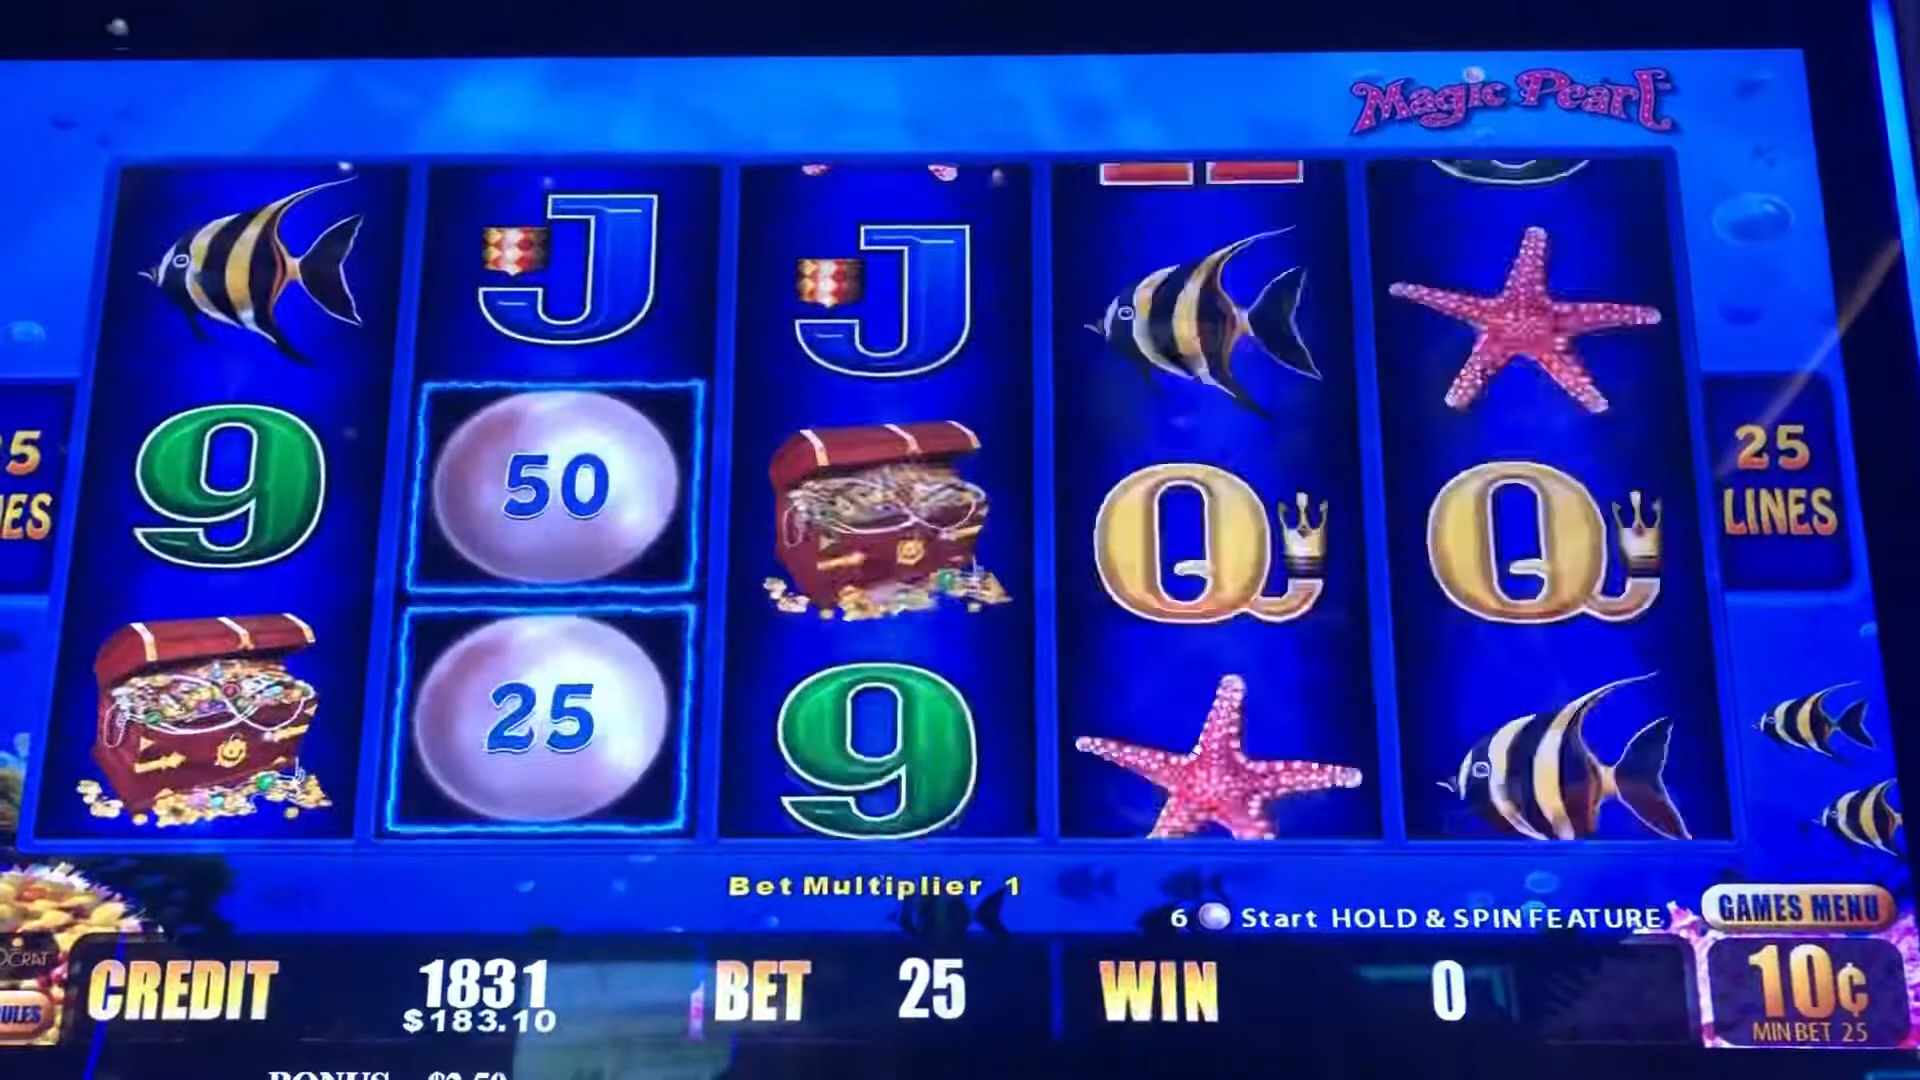 Magic Pearl
J
J
9
50
Q
Q
25
LINES
25
9
Bet Multiplier 1
6 Start HOLD & SPIN FEATURE
GAMES MENU
CREDIT 1831 BET 25 WIN 0
$183.10
10¢
MIN BET 25